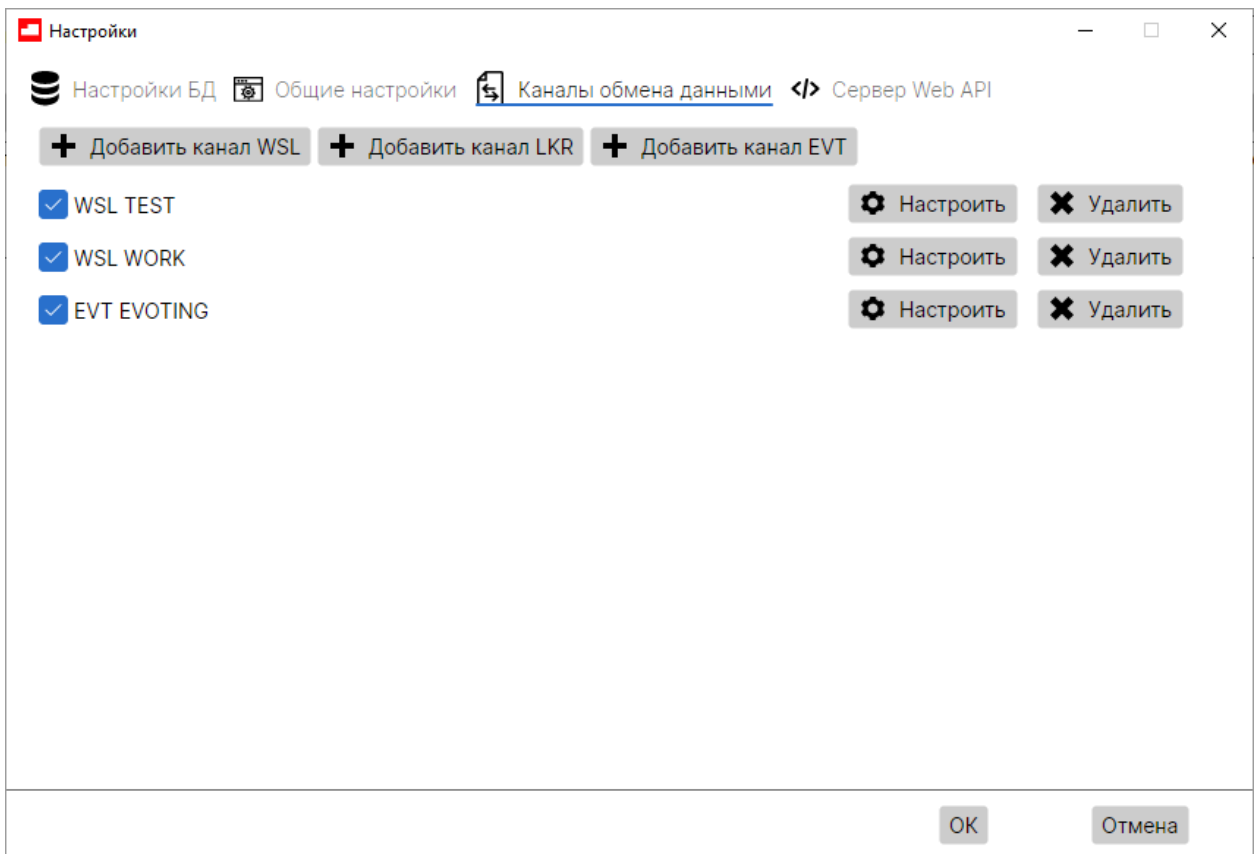 Настройки
Настройки БД Общие настройки Каналы обмена данными </> Сервер Web API
Добавить канал WSL Добавить канал LKR Добавить канал EVT
WSL TEST Настроить Удалить
WSL WORK Настроить Удалить
EVT EVOTING Настроить Удалить
ОК Отмена